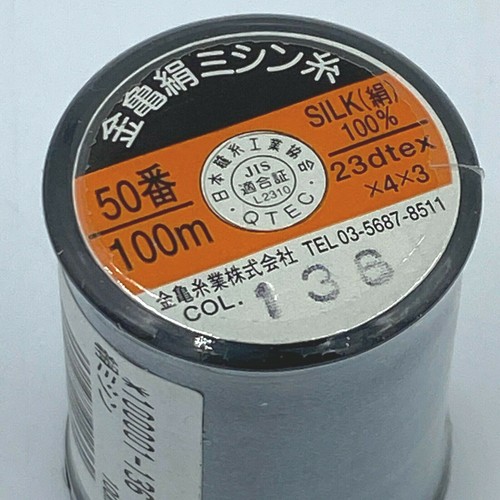 金亀絹ミシン糸
50番
100m
日本縫糸工業協会
JIS
適合証
L2310
・QTEC・
SILK(絹)
100%
23dtex
×4×3
金亀糸業株式会社 TEL 03-5687-8511
COL. 136